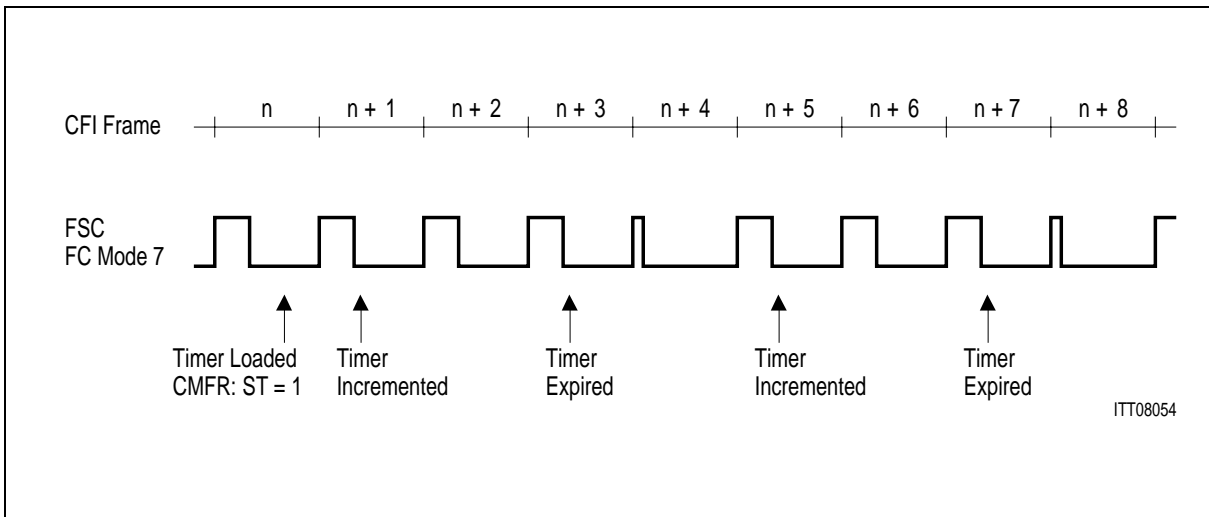 CFI Frame
n
n + 1
n + 2
n + 3
n + 4
n + 5
n + 6
n + 7
n + 8
FSC
FC Mode 7
Timer Loaded
CMFR: ST = 1
Timer
Incremented
Timer
Expired
Timer
Incremented
Timer
Expired
ITT08054